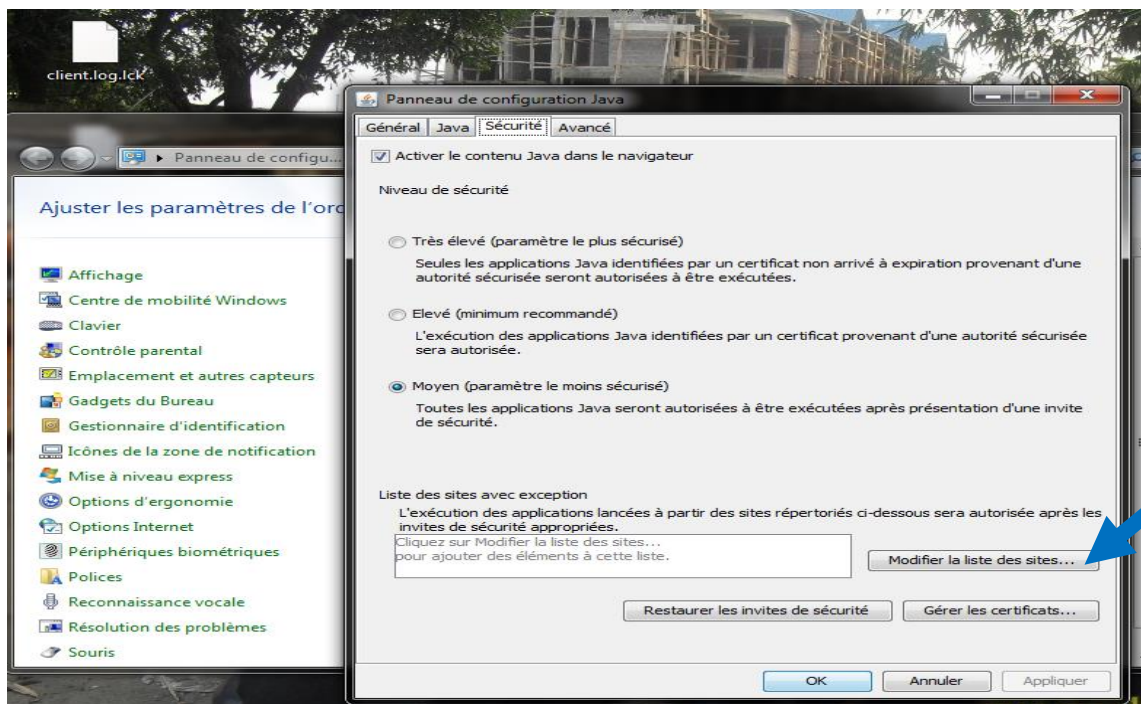 client.log.lck
Panneau de configuration Java
Général Java Sécurité Avancé
Activer le contenu Java dans le navigateur
Niveau de sécurité
Très élevé (paramètre le plus sécurisé)
Seules les applications Java identifiées par un certificat non arrivé à expiration provenant d'une
autorité sécurisée seront autorisées à être exécutées.
Elevé (minimum recommandé)
L'exécution des applications Java identifiées par un certificat provenant d'une autorité sécurisée
sera autorisée.
Moyen (paramètre le moins sécurisé)
Toutes les applications Java seront autorisées à être exécutées après présentation d'une invite
de sécurité.
Liste des sites avec exception
L'exécution des applications lancées à partir des sites répertoriés ci-dessous sera autorisée après les
invites de sécurité appropriées.
Cliquez sur Modifier la liste des sites...
pour ajouter des éléments à cette liste.
Modifier la liste des sites...
Restaurer les invites de sécurité Gérer les certificats...
OK Annuler Appliquer
Panneau de configu...
Ajuster les paramètres de l'ord
Affichage
Centre de mobilité Windows
Clavier
Contrôle parental
Emplacement et autres capteurs
Gadgets du Bureau
Gestionnaire d'identification
Icônes de la zone de notification
Mise à niveau express
Options d'ergonomie
Options Internet
Périphériques biométriques
Polices
Reconnaissance vocale
Résolution des problèmes
Souris